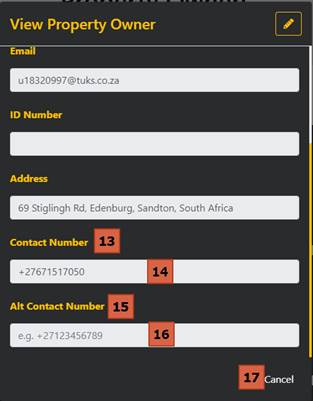 View Property Owner
Email
u18320997@tuks.co.za
ID Number
Address
69 Stiglingh Rd, Edenburg, Sandton, South Africa
Contact Number 13
+27671517050 14
Alt Contact Number 15
e.g. +27123456789 16
17 Cancel